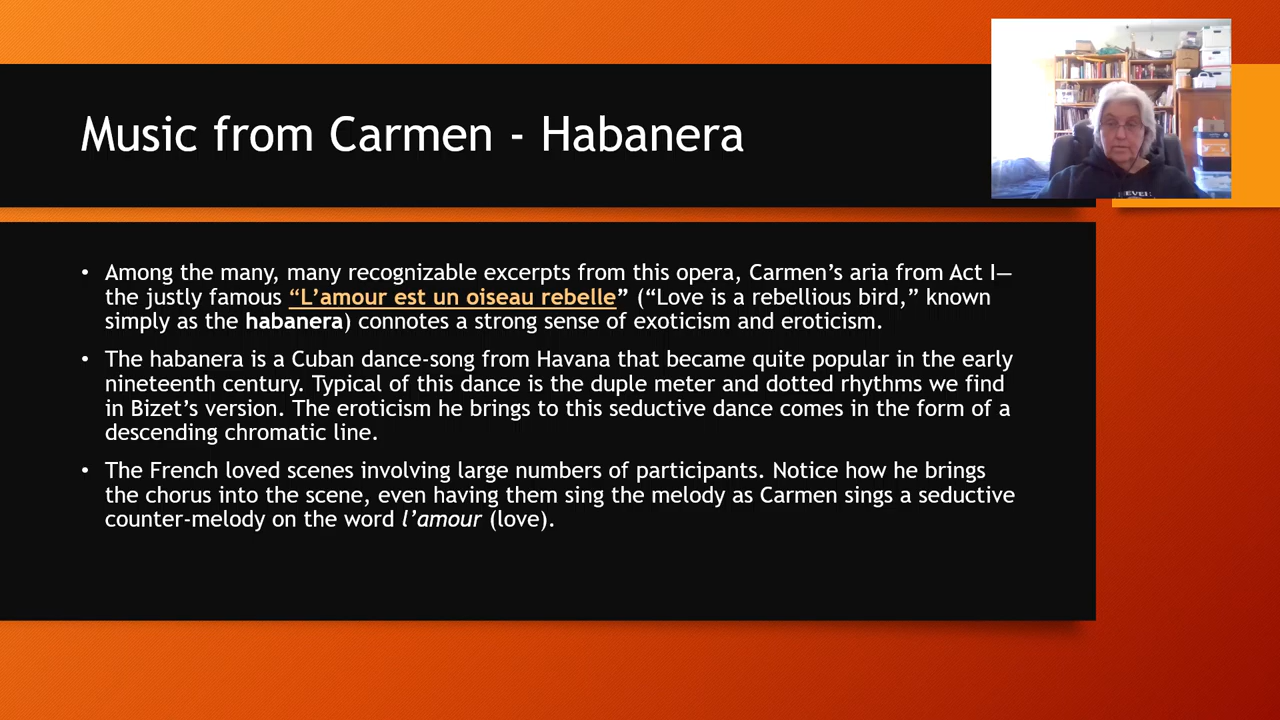 Music from Carmen - Habanera
• Among the many, many recognizable excerpts from this opera, Carmen’s aria from Act I—
the justly famous “L’amour est un oiseau rebelle” (“Love is a rebellious bird,” known
simply as the habanera) connotes a strong sense of exoticism and eroticism.
• The habanera is a Cuban dance-song from Havana that became quite popular in the early
nineteenth century. Typical of this dance is the duple meter and dotted rhythms we find
in Bizet’s version. The eroticism he brings to this seductive dance comes in the form of a
descending chromatic line.
• The French loved scenes involving large numbers of participants. Notice how he brings
the chorus into the scene, even having them sing the melody as Carmen sings a seductive
counter-melody on the word l’amour (love).